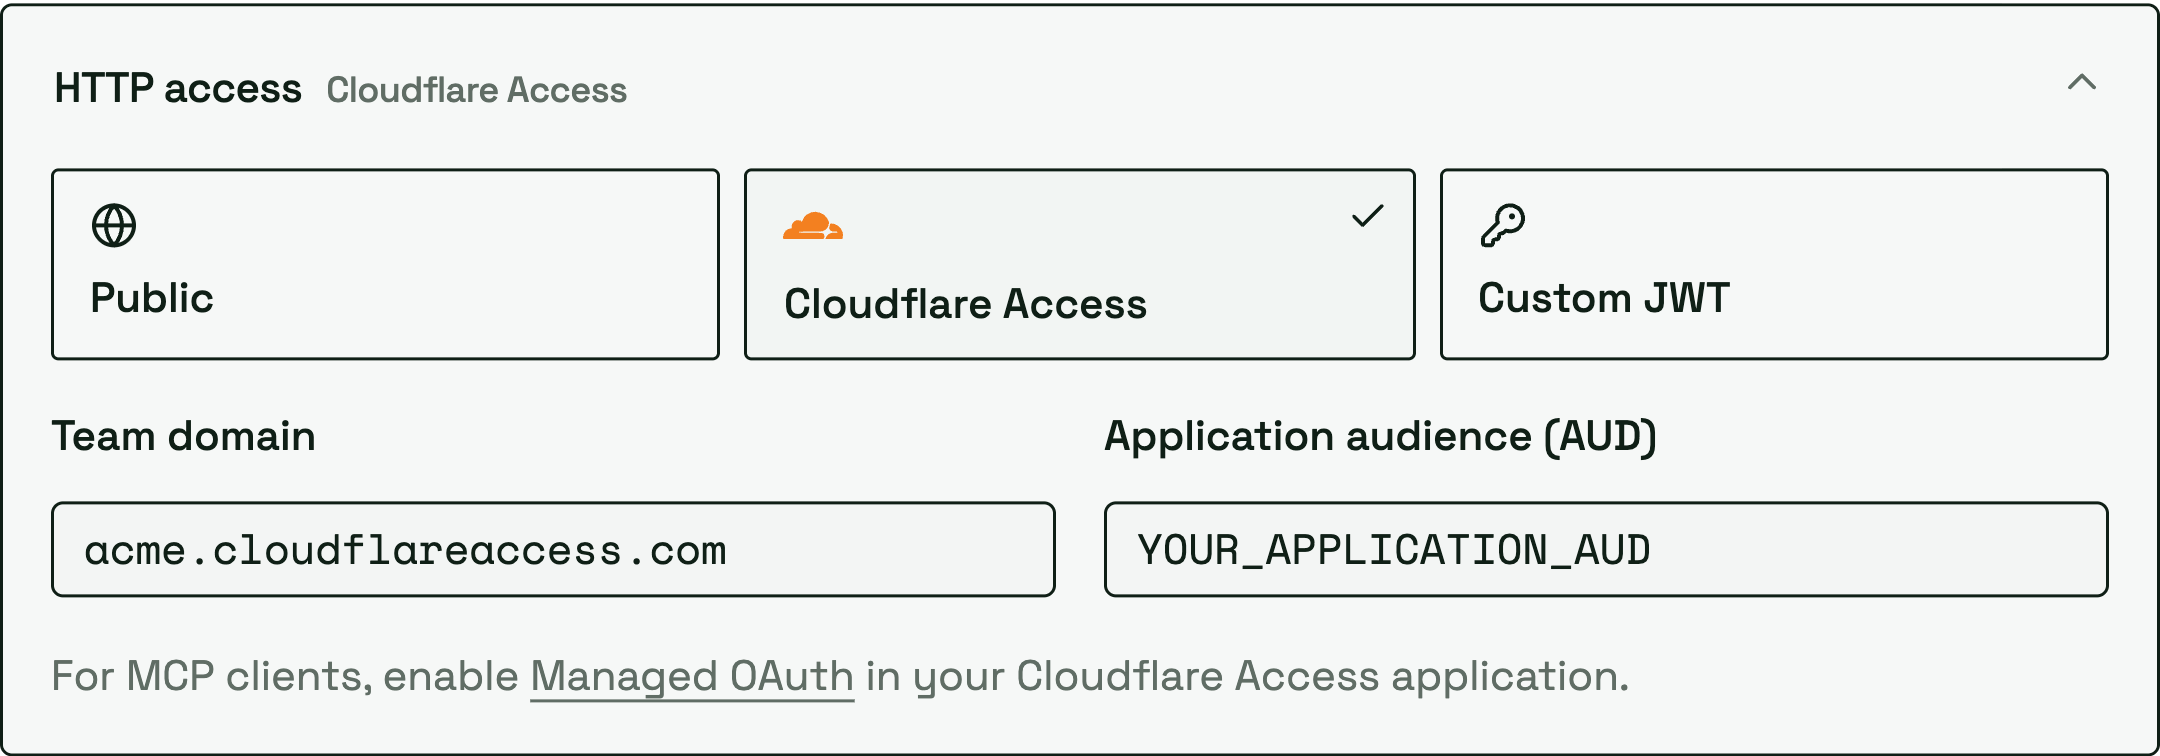 HTTP access Cloudflare Access
Public
Cloudflare Access
Custom JWT
Team domain
Application audience (AUD)
acme.cloudflareaccess.com
YOUR_APPLICATION_AUD
For MCP clients, enable Managed OAuth in your Cloudflare Access application.